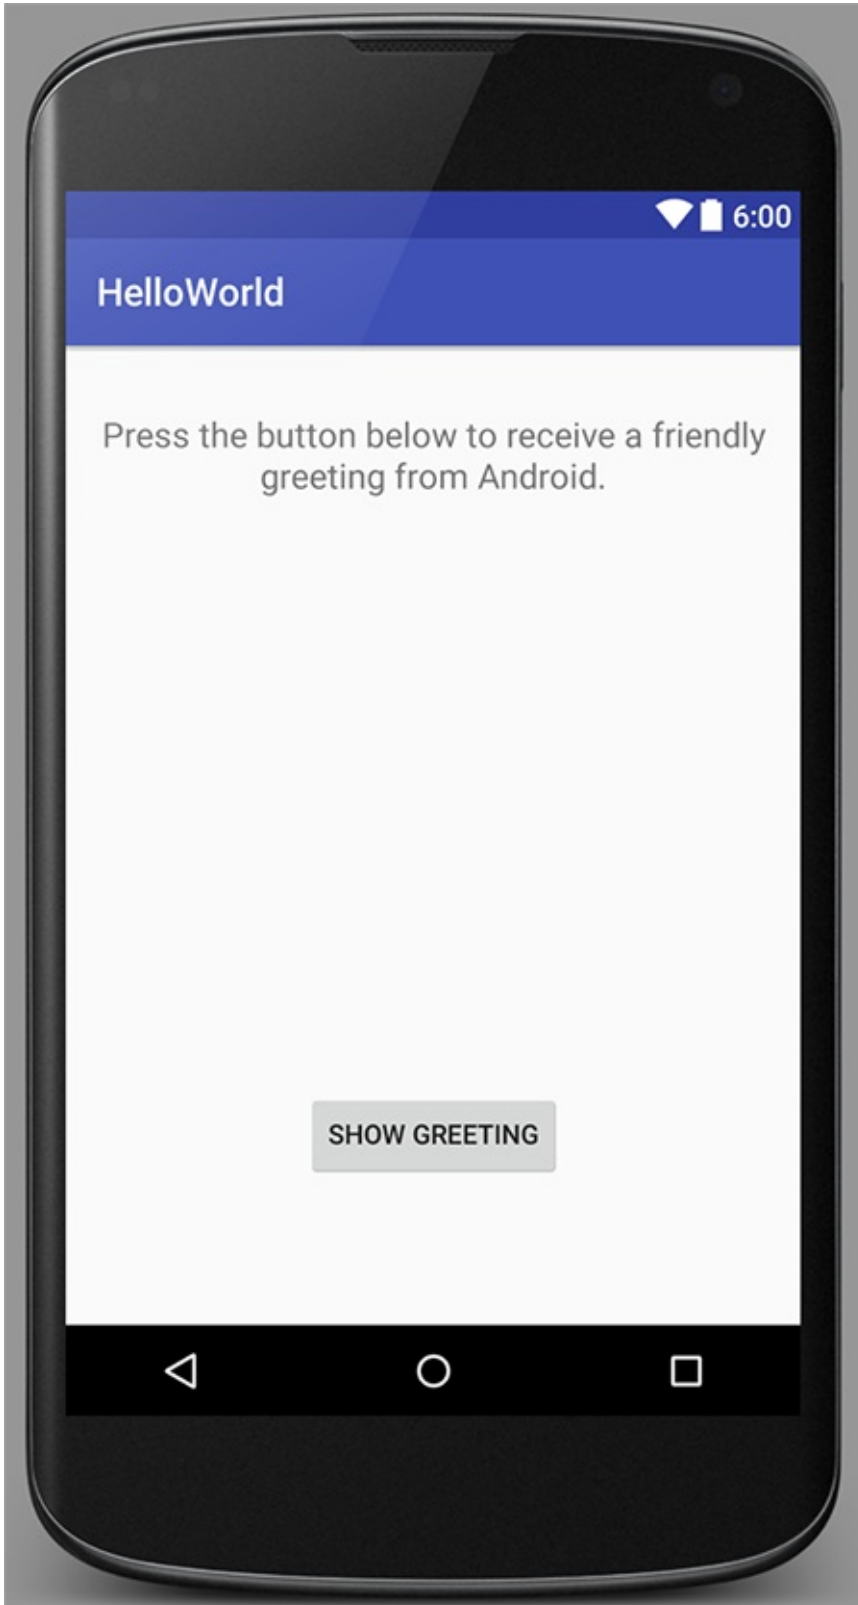 6:00
HelloWorld
Press the button below to receive a friendly
greeting from Android.
SHOW GREETING